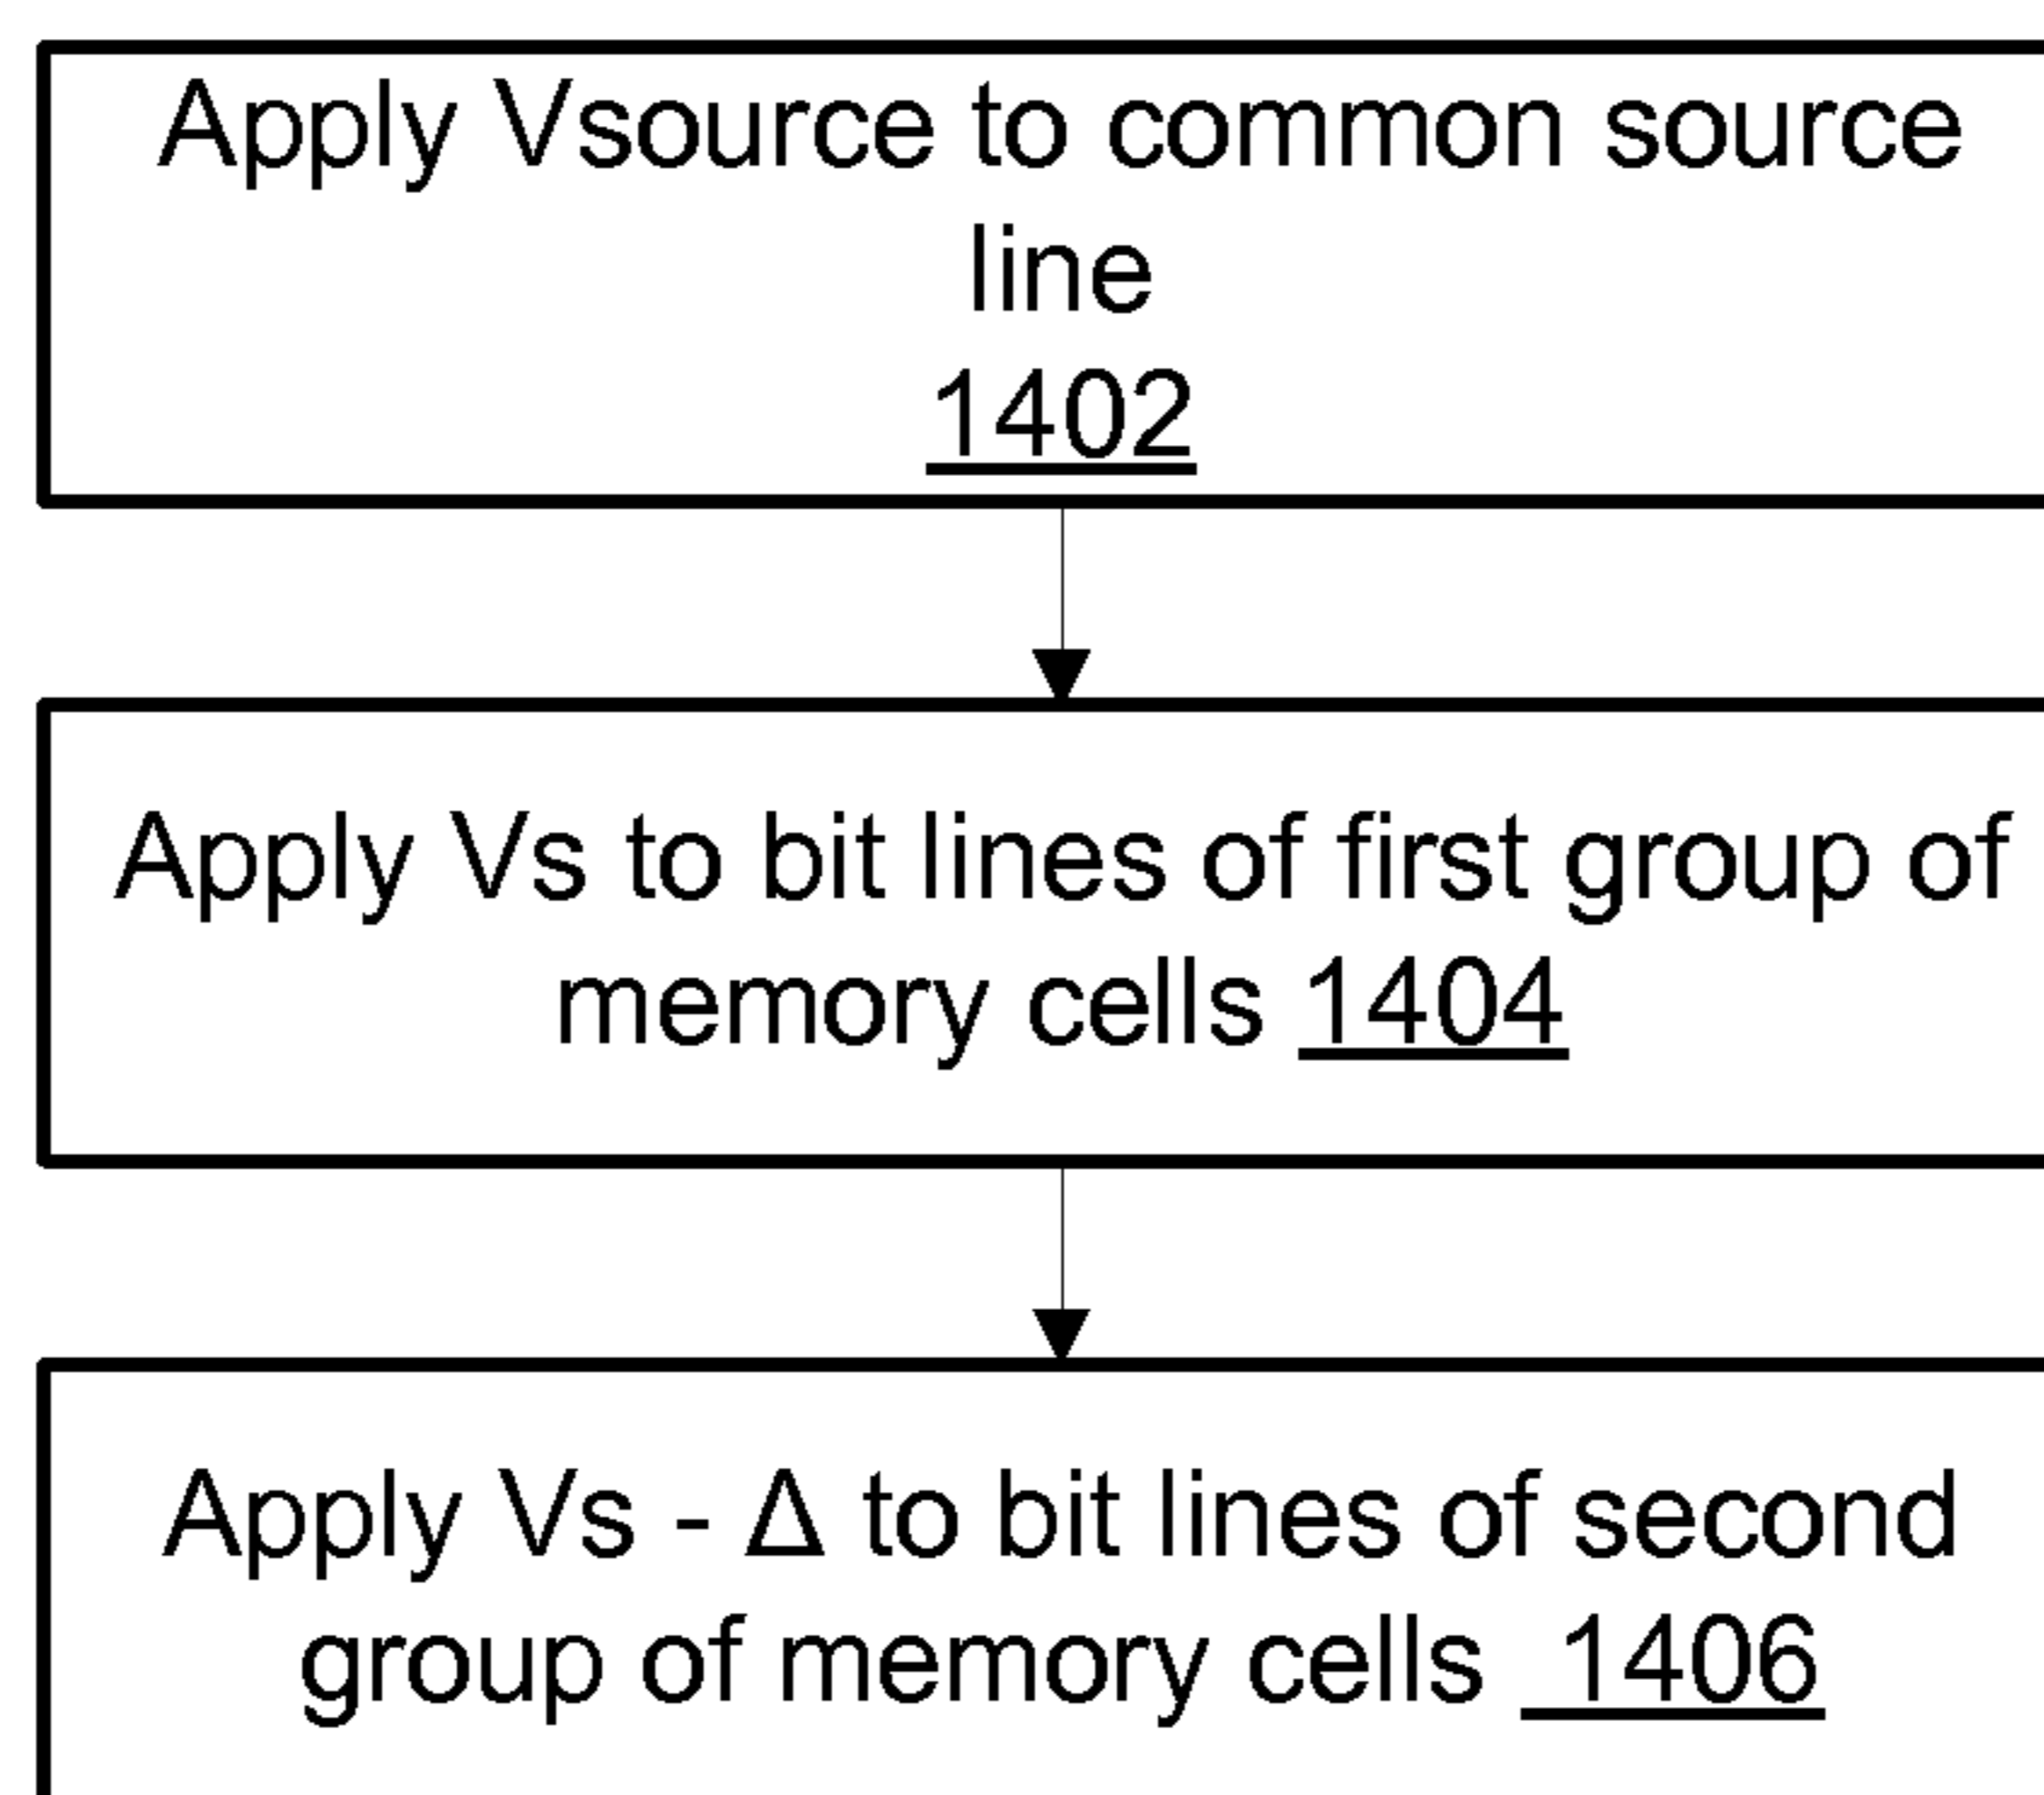 Apply Vsource to common source
line
1402
Apply Vs to bit lines of first group of
memory cells 1404
Apply Vs - Δ to bit lines of second
group of memory cells 1406